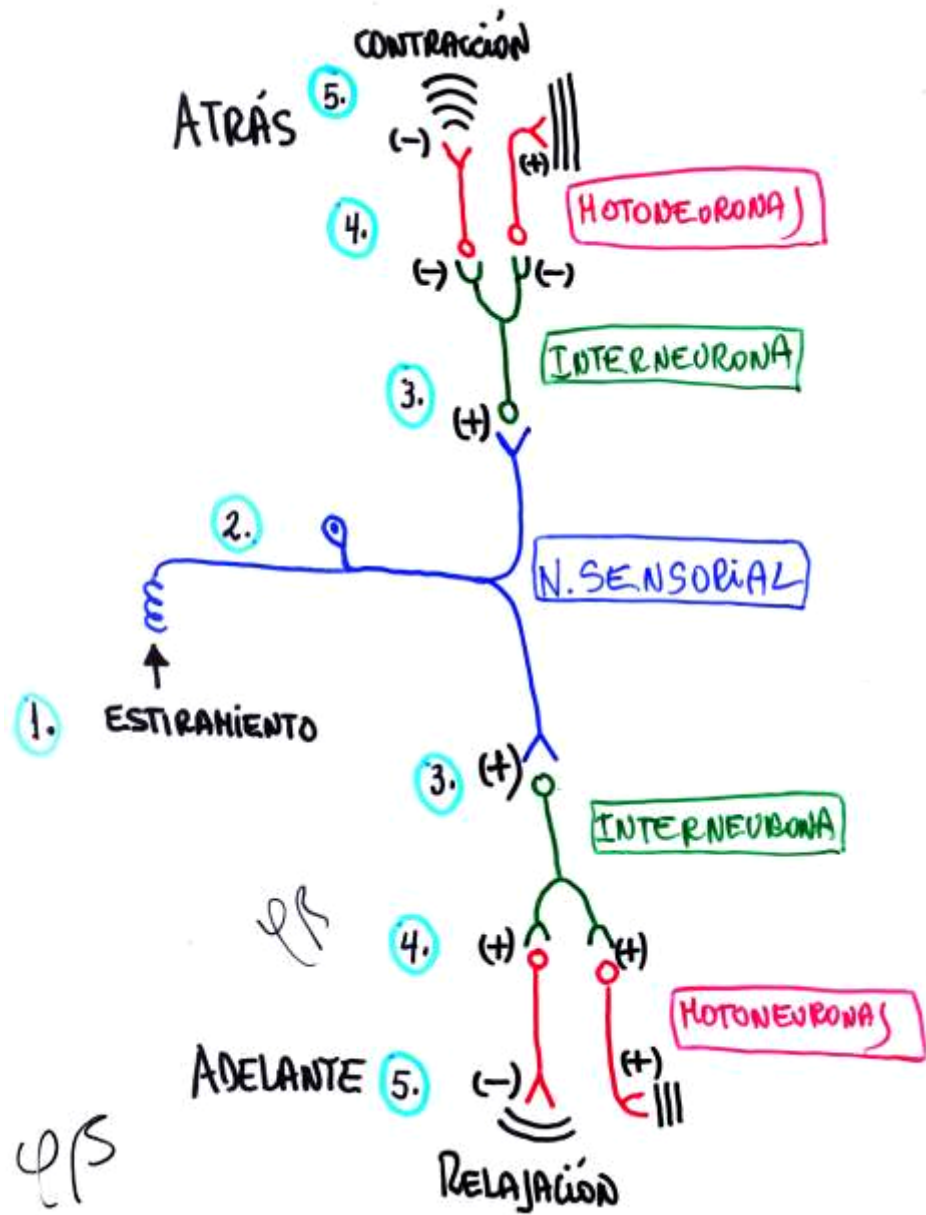 CONTRACCIÓN
5.
ATRÁS
(-)
(+)
4.
MOTONEURONAS
(-)
(-)
INTERNEURONA
3.
(+)
2.
N. SENSORIAL
1.
ESTIRAMIENTO
3.
(+)
INTERNEURONA
4.
(+)
(+)
MOTONEURONAS
(+)
ADELANTE
5.
(-)
RELAJACIÓN